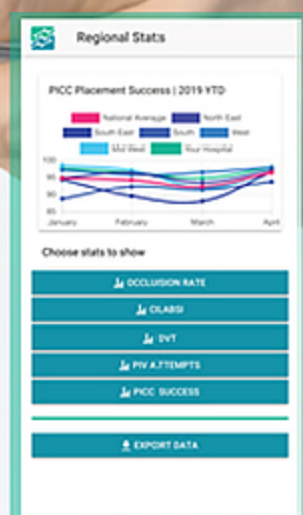 Regional Stats
PICC Placement Success | 2019 YTD
National Average North East
South East South West
Mid West Your Hospital
100
95
90
85
January February March April
Choose stats to show
OCCLUSION RATE
CLABSI
DVT
PIV ATTEMPTS
PICC SUCCESS
EXPORT DATA